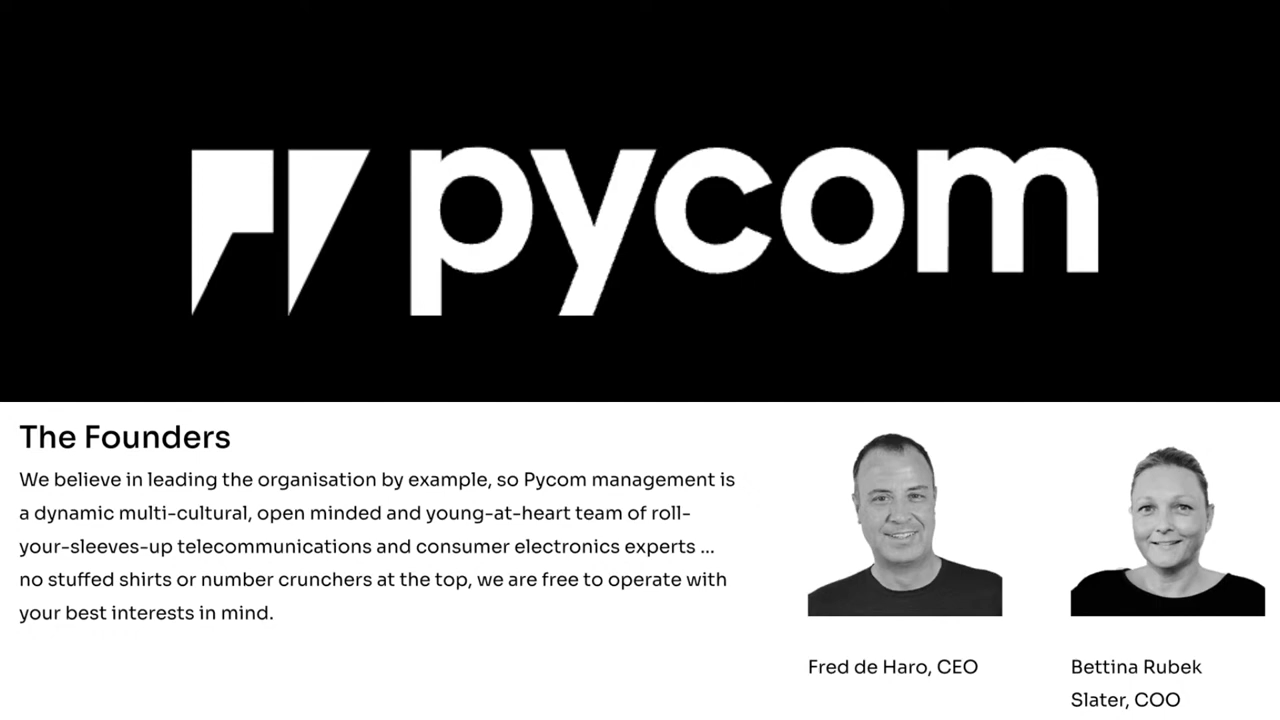 pycom
The Founders
We believe in leading the organisation by example, so Pycom management is
a dynamic multi-cultural, open minded and young-at-heart team of roll-
your-sleeves-up telecommunications and consumer electronics experts ...
no stuffed shirts or number crunchers at the top, we are free to operate with
your best interests in mind.
Fred de Haro, CEO
Bettina Rubek
Slater, COO